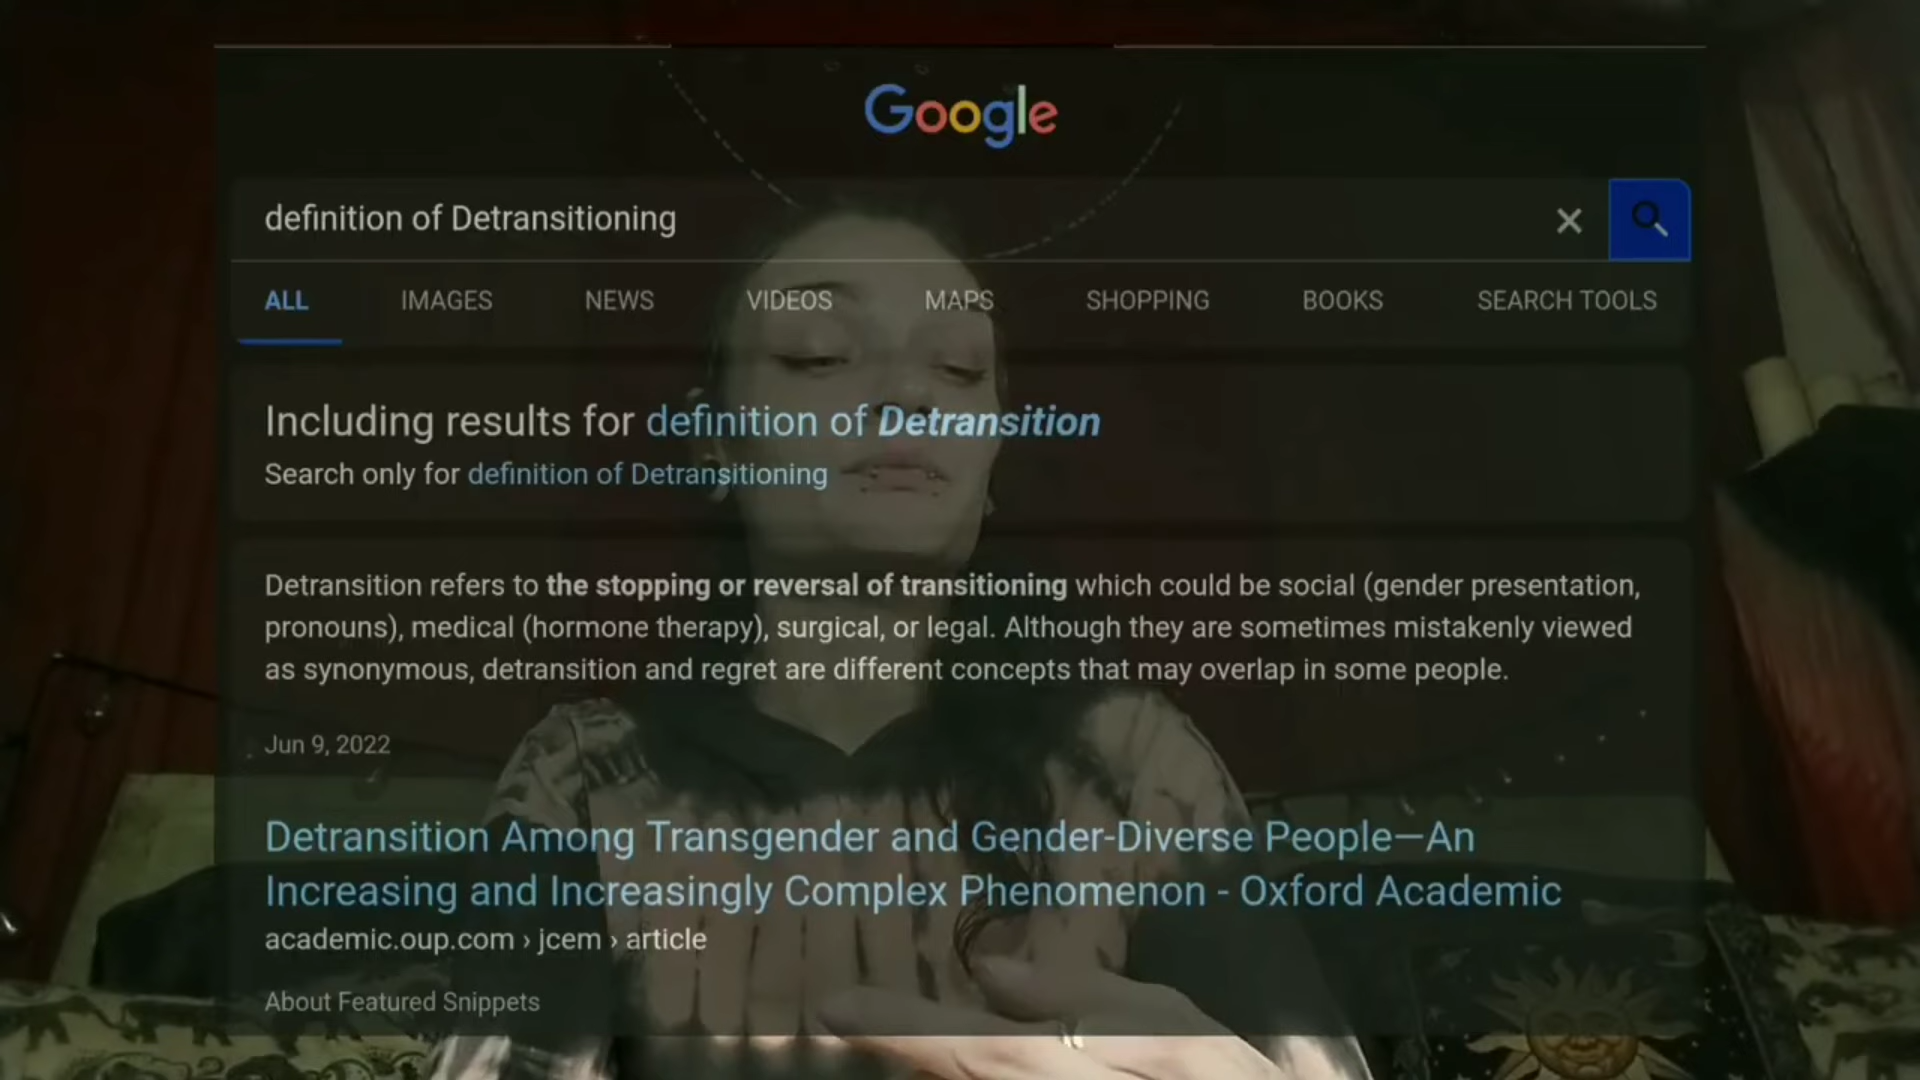 Google
definition of Detransitioning
ALL IMAGES NEWS VIDEOS MAPS SHOPPING BOOKS SEARCH TOOLS
Including results for definition of Detransition
Search only for definition of Detransitioning
Detransition refers to the stopping or reversal of transitioning which could be social (gender presentation,
pronouns), medical (hormone therapy), surgical, or legal. Although they are sometimes mistakenly viewed
as synonymous, detransition and regret are different concepts that may overlap in some people.
Jun 9, 2022
Detransition Among Transgender and Gender-Diverse People—An
Increasing and Increasingly Complex Phenomenon - Oxford Academic
academic.oup.com › jcem › article
About Featured Snippets